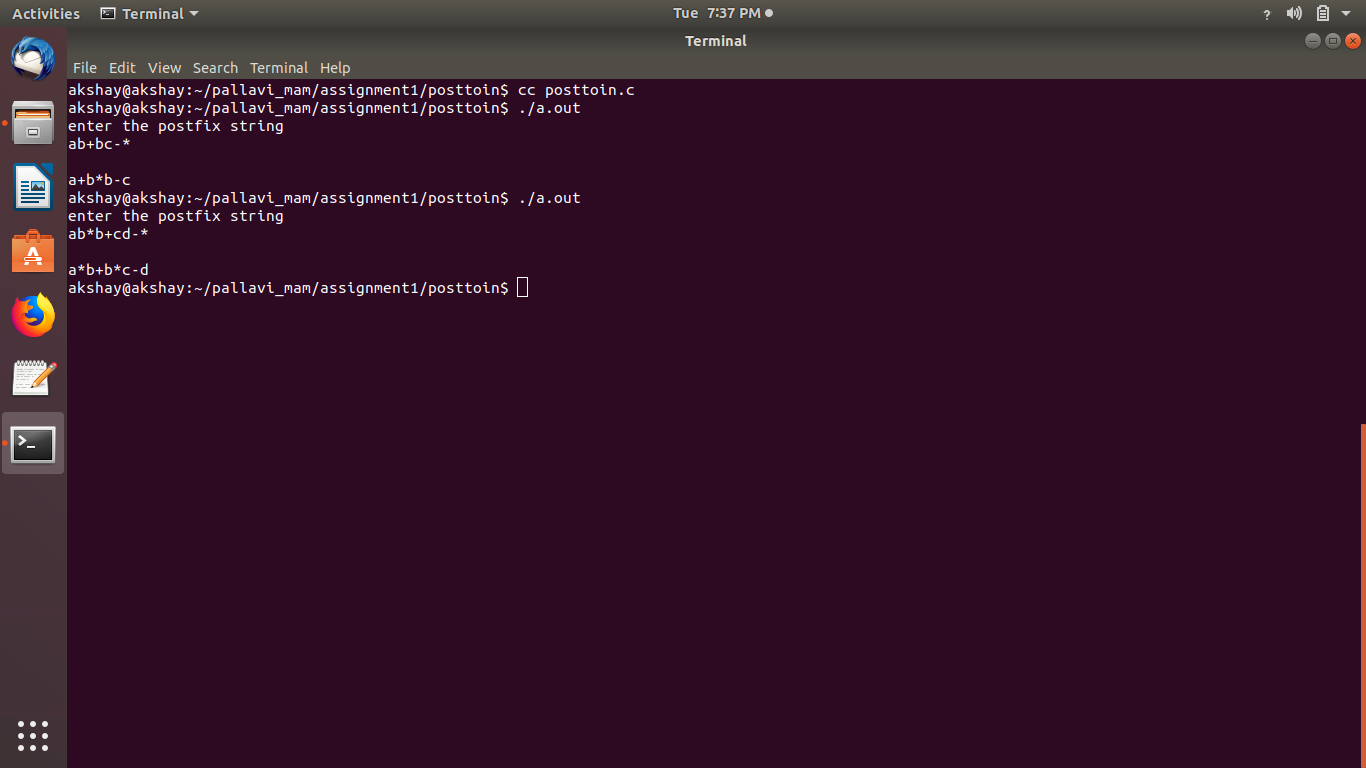 Activities Terminal Tue 7:37 PM ?
Terminal
File Edit View Search Terminal Help
akshay@akshay:~/pallavi_mam/assignment1/posttoin$ cc posttoin.c
akshay@akshay:~/pallavi_mam/assignment1/posttoin$ ./a.out
enter the postfix string
ab+bc-*
a+b*b-c
akshay@akshay:~/pallavi_mam/assignment1/posttoin$ ./a.out
enter the postfix string
ab*b+cd-*
a*b+b*c-d
akshay@akshay:~/pallavi_mam/assignment1/posttoin$